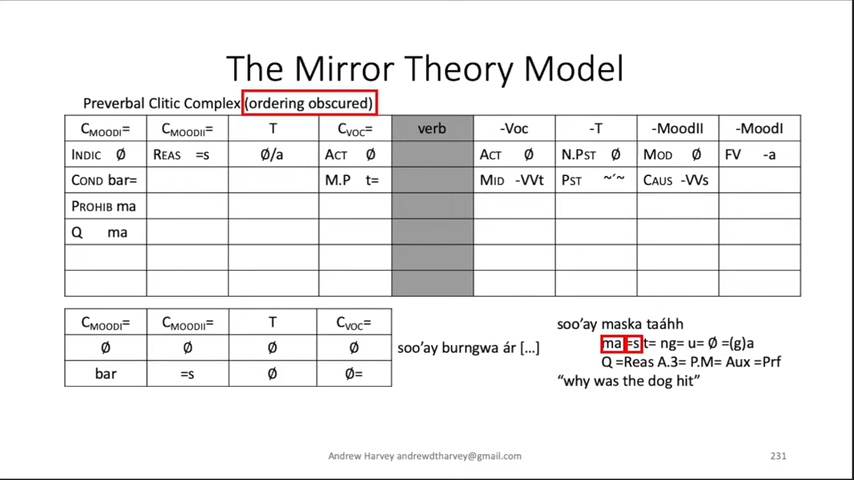 The Mirror Theory Model
Preverbal Clitic Complex (ordering obscured)
CMOODI= CMOODII= T CVOC= verb -Voc -T -MoodII -MoodI
INDIC Ø REAS =s Ø/a ACT Ø ACT Ø N.PST Ø MOD Ø FV -a
COND bar= M.P t= MID -VVt PST ~´~ CAUS -VVs
PROHIB ma
Q ma
CMOODI= CMOODII= T CVOC=
Ø Ø Ø Ø
bar =s Ø Ø=
soo'ay burngwa ár […]
soo'ay maska taáhh
ma =s t= ng= u= Ø =(g)a
Q =Reas A.3= P.M= Aux =Prf
“why was the dog hit”
Andrew Harvey andrewdtharvey@gmail.com
231